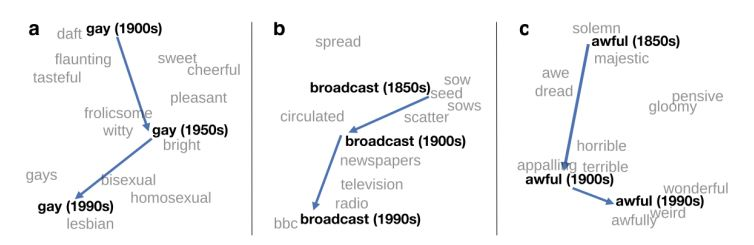 a
daft gay (1900s)
flaunting sweet
tasteful cheerful
pleasant
frolicsome
witty gay (1950s)
bright
gays bisexual
homosexual
gay (1990s)
lesbian
b
spread
broadcast (1850s) sow
seed
sows
circulated scatter
broadcast (1900s)
newspapers
television
radio
bbc broadcast (1990s)
c
solemn
awful (1850s)
majestic
awe
dread
pensive
gloomy
horrible
appalling terrible
awful (1900s)
wonderful
awful (1990s)
weird
awfully